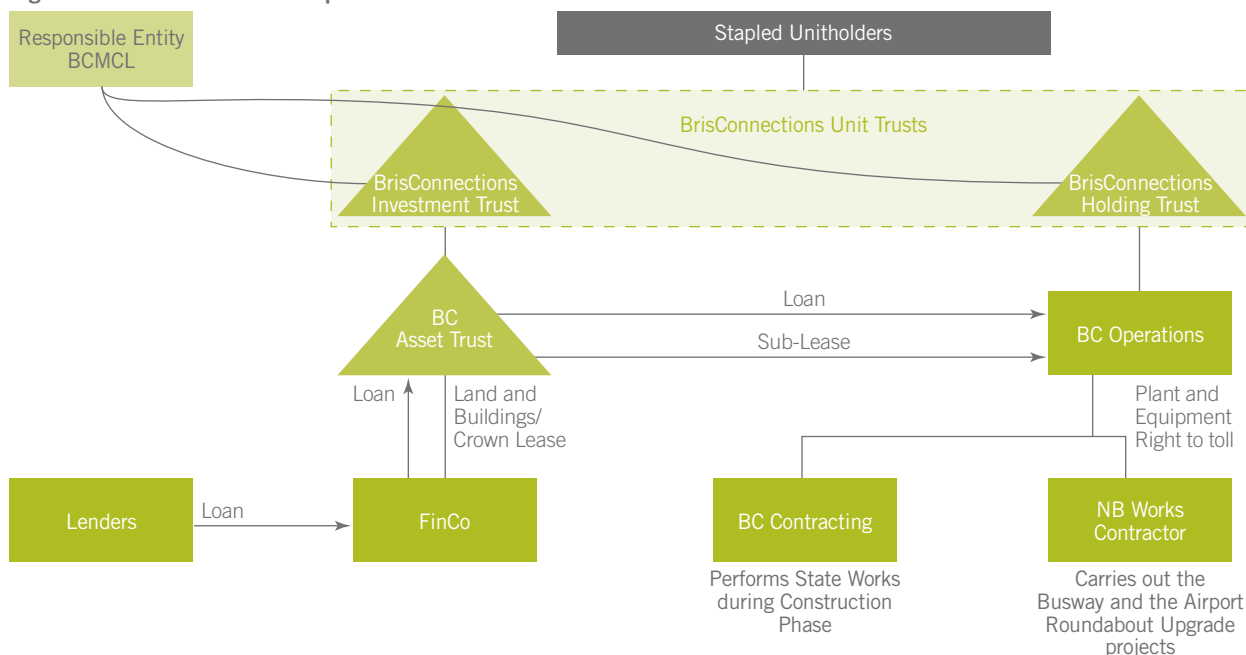 Responsible Entity
BCMCL
Stapled Unitholders
BrisConnections Unit Trusts
BrisConnections
Investment Trust
BrisConnections
Holding Trust
BC
Asset Trust
Loan
Sub-Lease
BC Operations
Loan
Land and
Buildings/
Crown Lease
Plant and
Equipment
Right to toll
Lenders
Loan
FinCo
BC Contracting
NB Works
Contractor
Performs State Works
during Construction
Phase
Carries out the
Busway and the Airport
Roundabout Upgrade
projects